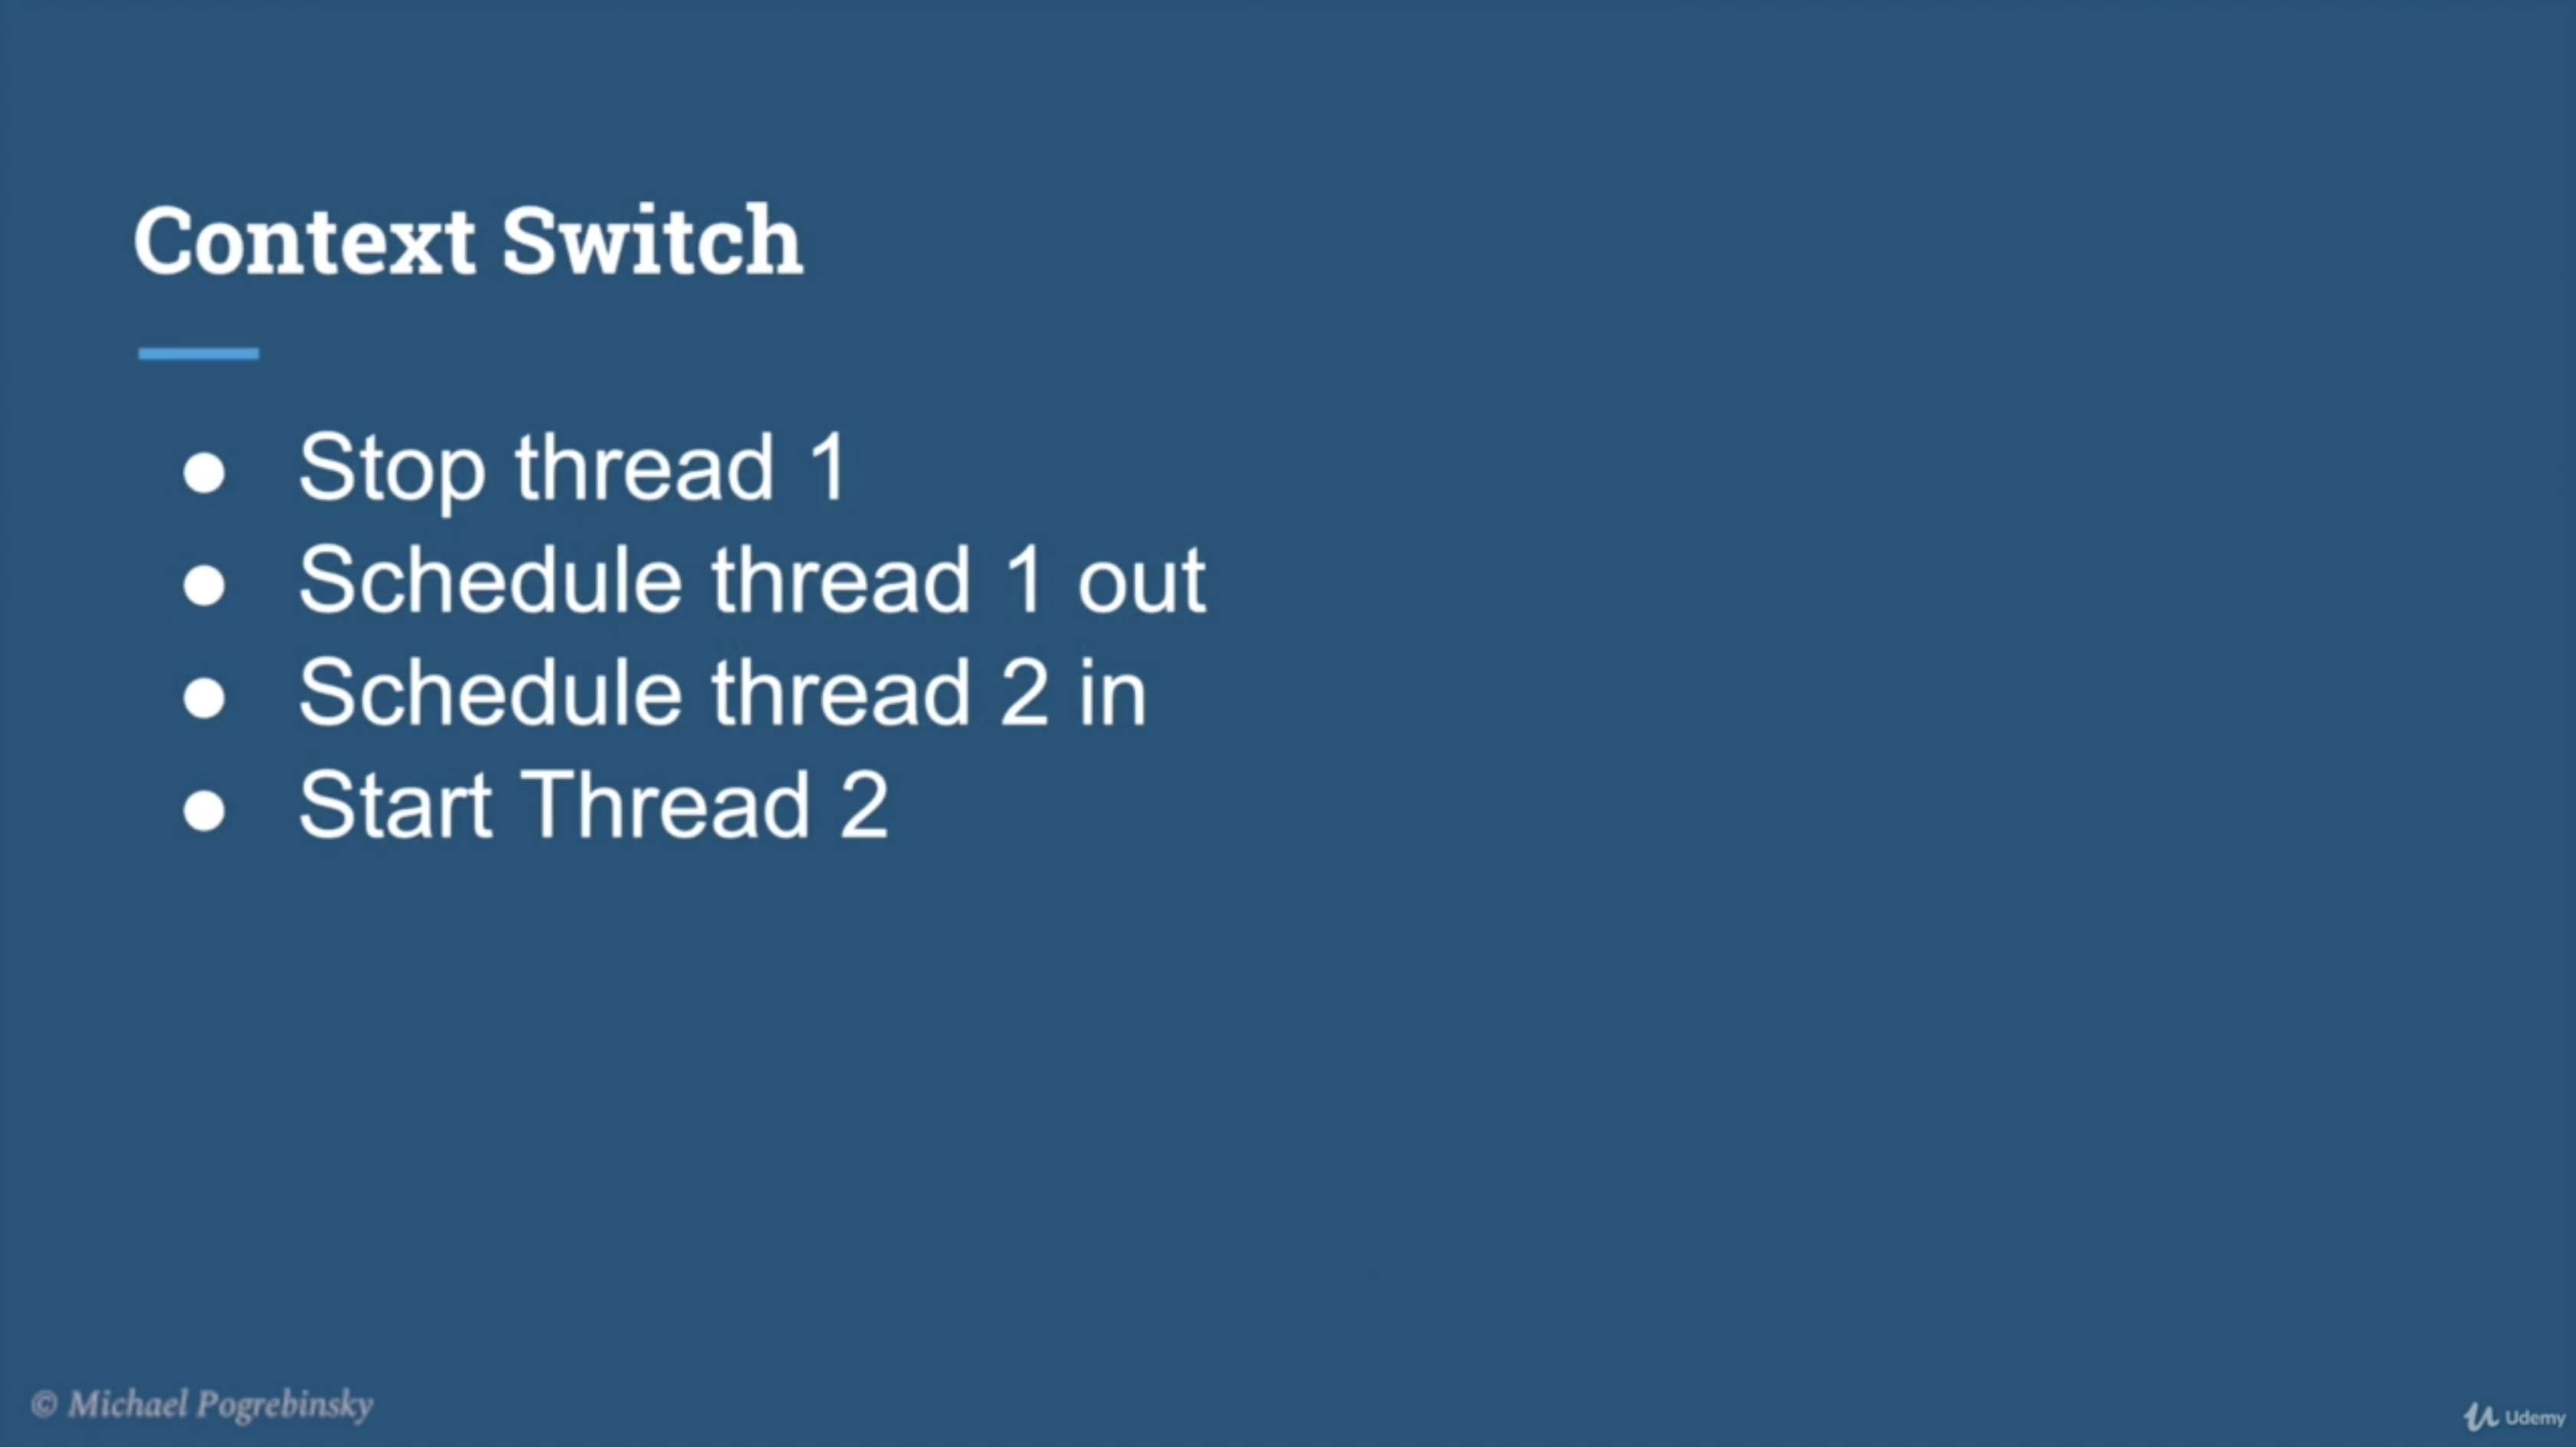 Context Switch
● Stop thread 1
● Schedule thread 1 out
● Schedule thread 2 in
● Start Thread 2
© Michael Pogrebinsky
Udemy